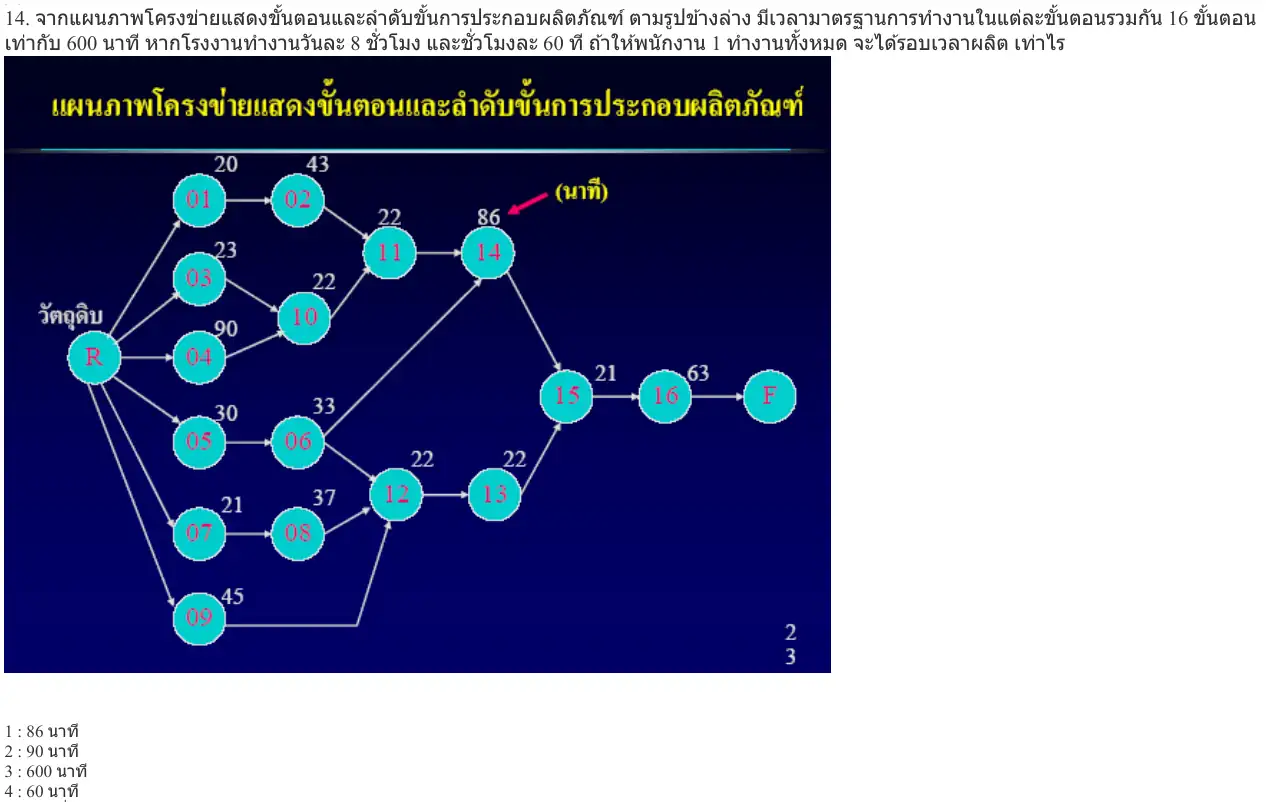 14. จากแผนภาพโครงข่ายแสดงขั้นตอนและลำดับขั้นการประกอบผลิตภัณฑ์ ตามรูปข้างล่าง มีเวลามาตรฐานการทำงานในแต่ละขั้นตอนรวมกัน 16 ขั้นตอน
เท่ากับ 600 นาที หากโรงงานทำงานวันละ 8 ชั่วโมง และชั่วโมงละ 60 ที ถ้าให้พนักงาน 1 ทำงานทั้งหมด จะได้รอบเวลาผลิต เท่าไร
แผนภาพโครงข่ายแสดงขั้นตอนและลำดับขั้นการประกอบผลิตภัณฑ์
20 43
01 02
(นาที)
22 86
11 14
23
03
22
10
วัตถุดิบ
90
R 04
21 63
15 16 F
30 33
05 06
22 22
12 13
21 37
07 08
45
09
2
3
1 : 86 นาที
2 : 90 นาที
3 : 600 นาที
4 : 60 นาที